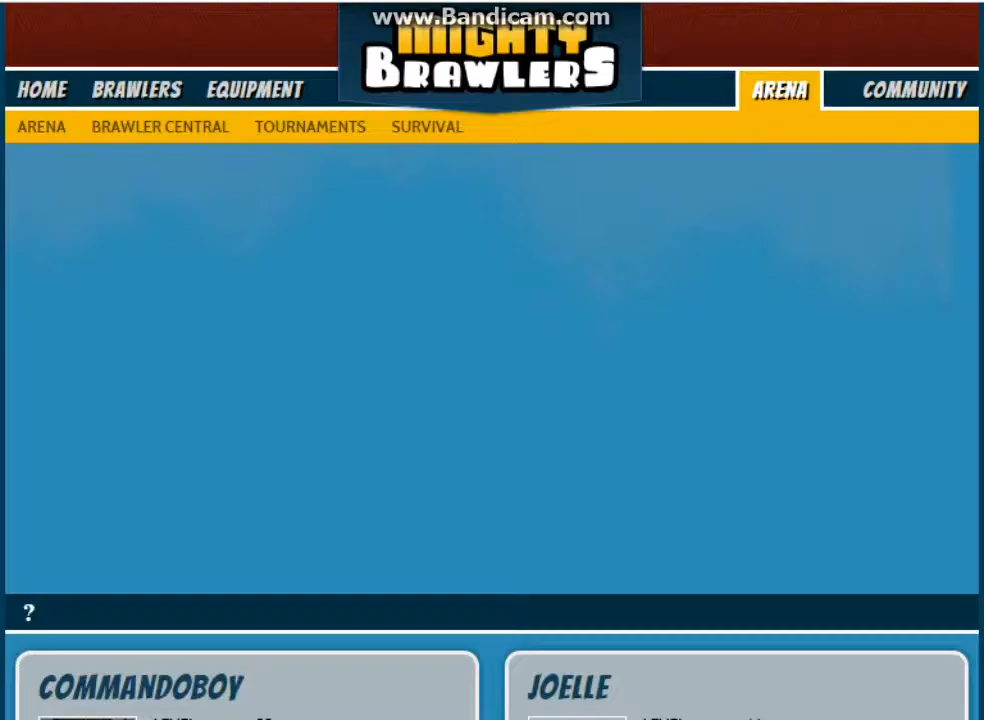 www.Bandicam.com
MIGHTY
BRAWLERS
HOME BRAWLERS EQUIPMENT ARENA COMMUNITY
ARENA BRAWLER CENTRAL TOURNAMENTS SURVIVAL
?
COMMANDOBOY JOELLE